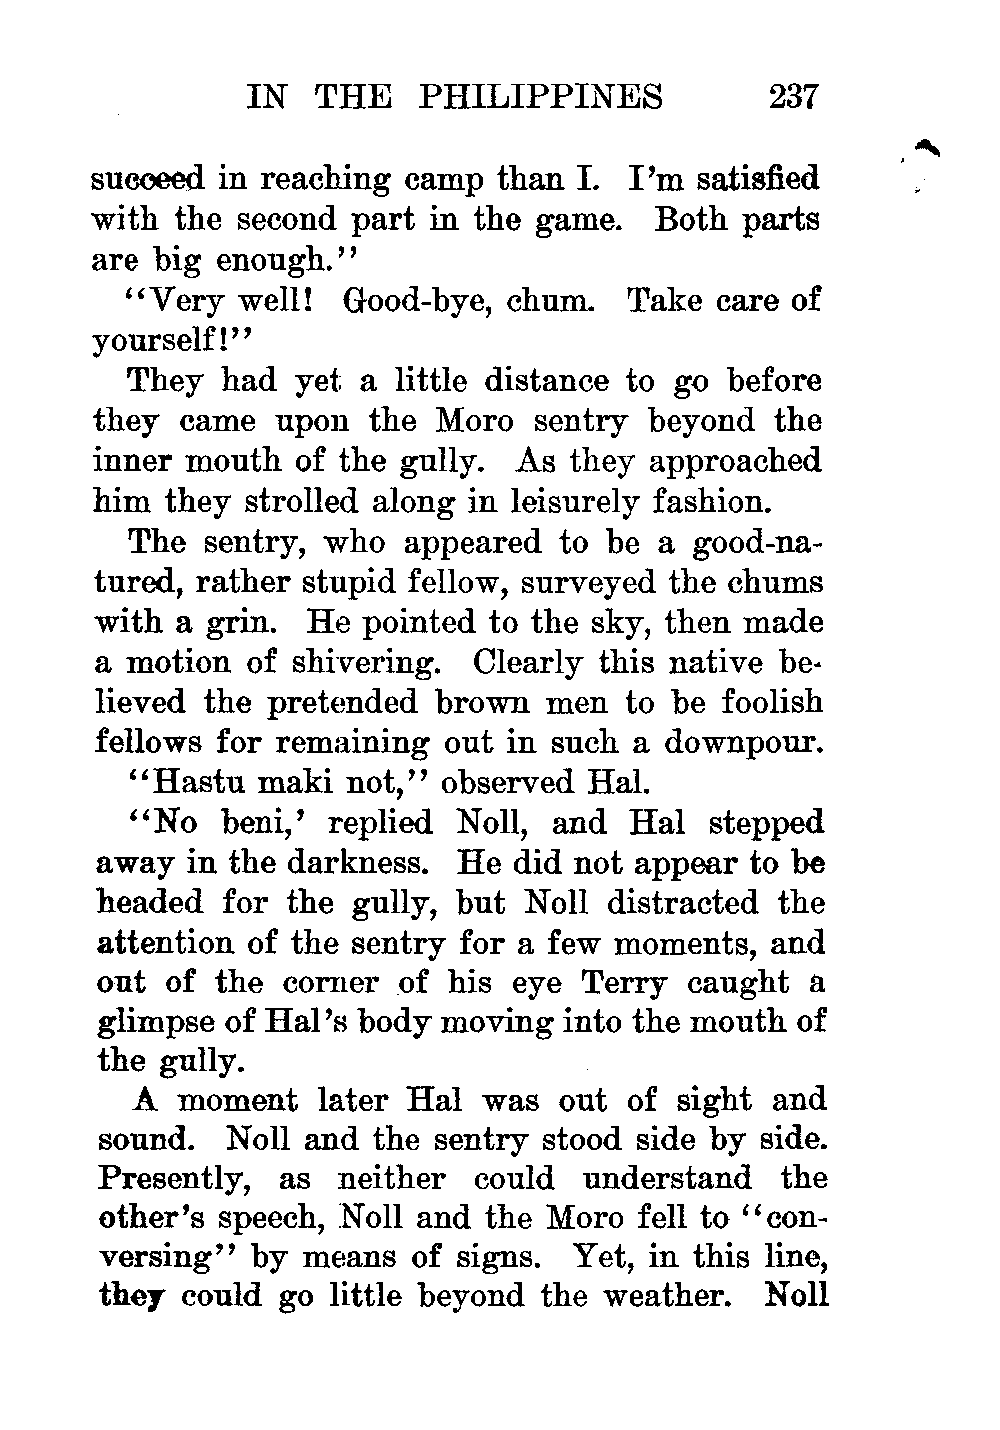 IN THE PHILIPPINES 237
succeed in reaching camp than I. I'm satisfied
with the second part in the game. Both parts
are big enough."
"Very well! Good-bye, chum. Take care of
yourself!"
They had yet a little distance to go before
they came upon the Moro sentry beyond the
inner mouth of the gully. As they approached
him they strolled along in leisurely fashion.
The sentry, who appeared to be a good-na-
tured, rather stupid fellow, surveyed the chums
with a grin. He pointed to the sky, then made
a motion of shivering. Clearly this native be-
lieved the pretended brown men to be foolish
fellows for remaining out in such a downpour.
"Hastu maki not," observed Hal.
"No beni,' replied Noll, and Hal stepped
away in the darkness. He did not appear to be
headed for the gully, but Noll distracted the
attention of the sentry for a few moments, and
out of the corner of his eye Terry caught a
glimpse of Hal's body moving into the mouth of
the gully.
A moment later Hal was out of sight and
sound. Noll and the sentry stood side by side.
Presently, as neither could understand the
other's speech, Noll and the Moro fell to "con-
versing" by means of signs. Yet, in this line,
they could go little beyond the weather. Noll